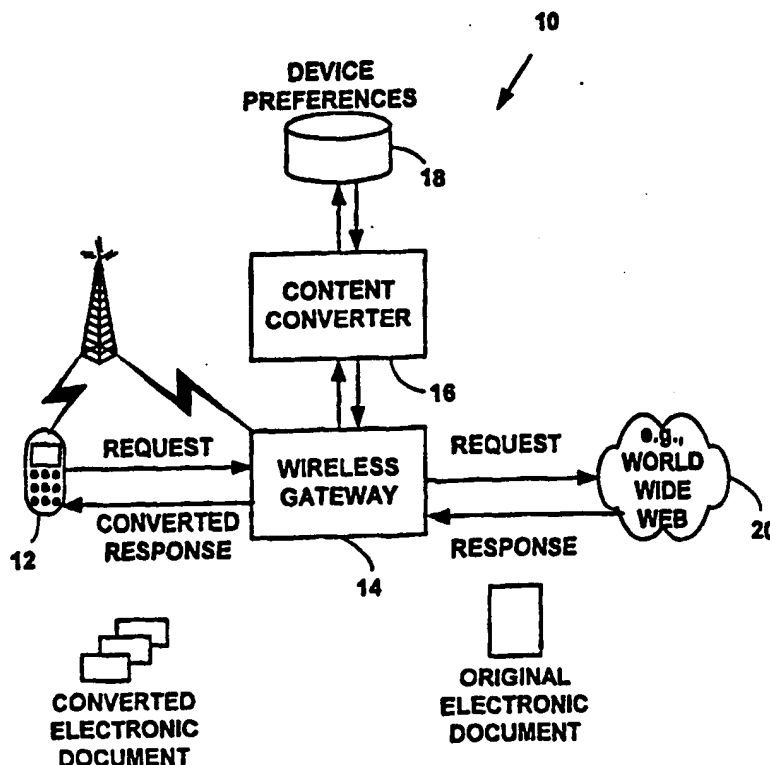 10
DEVICE
PREFERENCES
18
CONTENT
CONVERTER
16
REQUEST
WIRELESS
GATEWAY
REQUEST
e.g.,
WORLD
WIDE
WEB
CONVERTED
RESPONSE
RESPONSE
12
14
20
CONVERTED
ELECTRONIC
DOCUMENT
ORIGINAL
ELECTRONIC
DOCUMENT